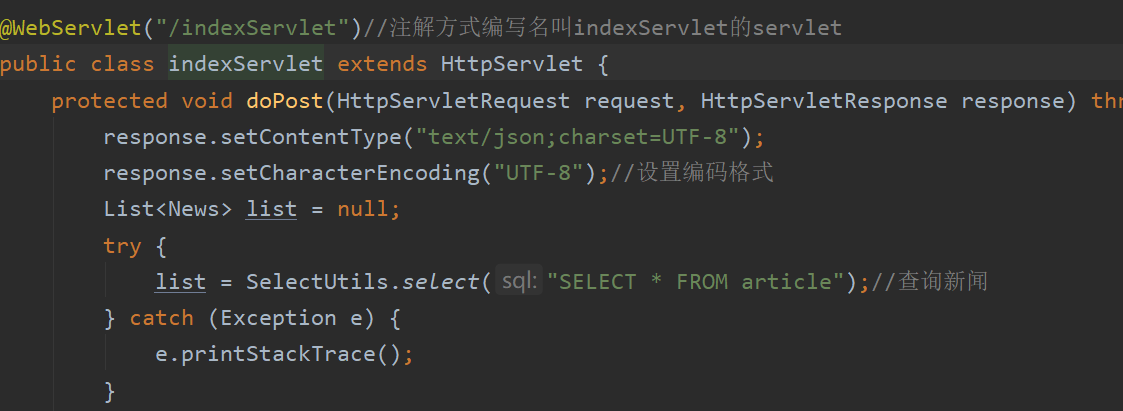 @WebServlet("/indexServlet")//注解方式编写名叫indexServlet的servlet
public class indexServlet extends HttpServlet {
protected void doPost(HttpServletRequest request, HttpServletResponse response) thr
response.setContentType("text/json;charset=UTF-8");
response.setCharacterEncoding("UTF-8");//设置编码格式
List<News> list = null;
try {
list = SelectUtils.select( sql: "SELECT * FROM article");//查询新闻
} catch (Exception e) {
e.printStackTrace();
}